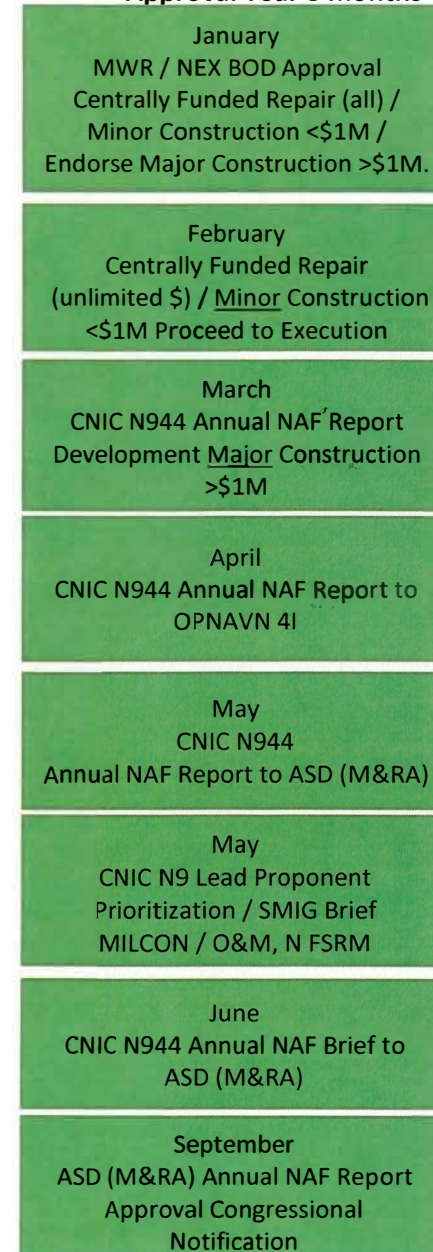 January
MWR / NEX BOD Approval
Centrally Funded Repair (all) /
Minor Construction <$1M /
Endorse Major Construction >$1M.
February
Centrally Funded Repair
(unlimited $) / Minor Construction
<$1M Proceed to Execution
March
CNIC N944 Annual NAF Report
Development Major Construction
>$1M
April
CNIC N944 Annual NAF Report to
OPNAVN 4I
May
CNIC N944
Annual NAF Report to ASD (M&RA)
May
CNIC N9 Lead Proponent
Prioritization / SMIG Brief
MILCON / O&M, N FSRM
June
CNIC N944 Annual NAF Brief to
ASD (M&RA)
September
ASD (M&RA) Annual NAF Report
Approval Congressional
Notification